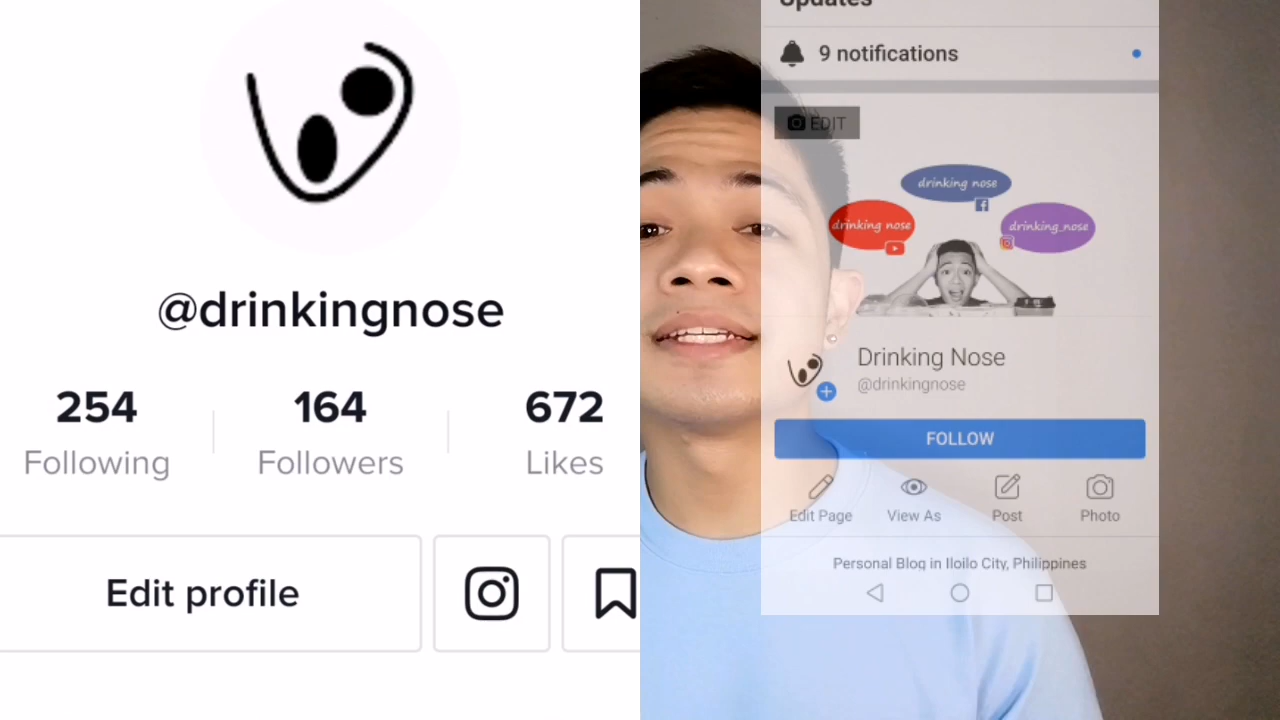 @drinkingnose
254
164
672
Following
Followers
Likes
Edit profile
Updates
9 notifications
EDIT
drinking nose
drinking nose
drinking_nose
Drinking Nose
@drinkingnose
FOLLOW
Edit Page
View As
Post
Photo
Personal Blog in Iloilo City, Philippines